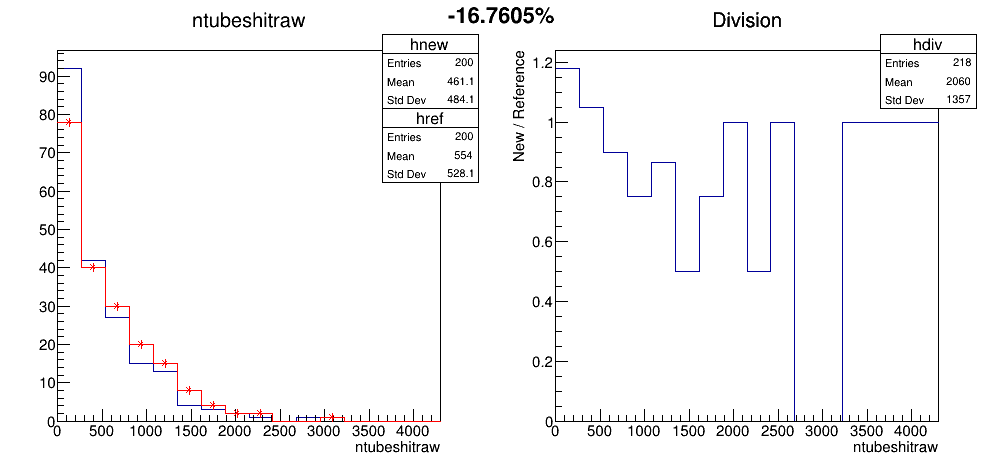 -16.7605%
ntubeshitraw
hnew
Entries 200
Mean 461.1
Std Dev 484.1
href
Entries 200
Mean 554
Std Dev 528.1
90
80
70
60
50
40
30
20
10
0
0 500 1000 1500 2000 2500 3000 3500 4000
ntubeshitraw
Division
hdiv
Entries 218
Mean 2060
Std Dev 1357
New / Reference
1.2
1
0.8
0.6
0.4
0.2
0
0 500 1000 1500 2000 2500 3000 3500 4000
ntubeshitraw